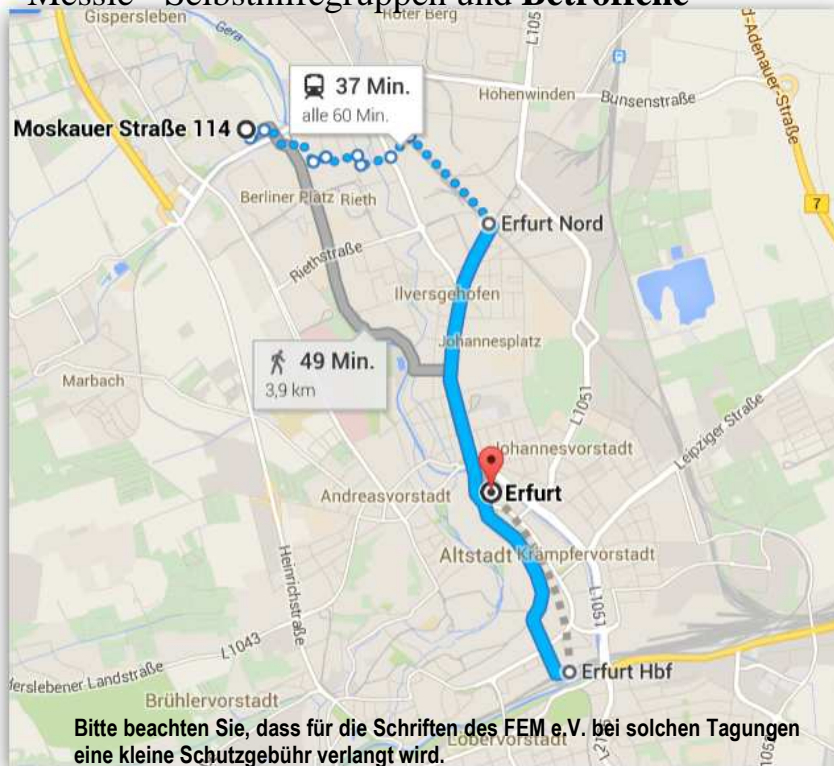 Messie - Selbsthilfegruppen und Betroffene
Gispersleben
Roter Berg
L105
Gera
37 Min.
alle 60 Min.
Hohenwinden
Bunsenstraße
d-Adenauer-Straße
Moskauer Straße 114
7
Berliner Platz
Rieth
Erfurt Nord
Riethstraße
Ilversgehofen
Johannesplatz
49 Min.
3,9 km
Marbach
L1051
Leipziger Straße
Johannesvorstadt
Andreasvorstadt
Erfurt
Altstadt
Krämpfervorstadt
Heinrichstraße
L1051
L1043
Erfurt Hbf
derslebener Landstraße
Brühlervorstadt
Bitte beachten Sie, dass für die Schriften des FEM e.V. bei solchen Tagungen
eine kleine Schutzgebühr verlangt wird.
Löbervorstadt